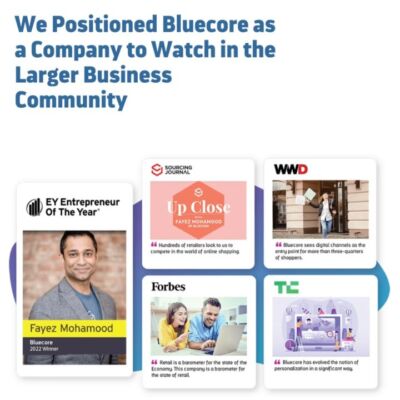 We Positioned Bluecore as
a Company to Watch in the
Larger Business
Community
EY Entrepreneur
Of The Year
Fayez Mohamood
Bluecore
2022 Winner
SOURCING
JOURNAL
Up Close
WITH
FAYEZ MOHAMOOD
OF BLUECORE
Hundreds of retailers look to us to
compete in the world of online shopping.
WWD
Bluecore sees digital channels as the
entry point for more than three-quarters
of shoppers.
Forbes
Retail is a barometer for the state of the
Economy. This company is a barometer for
the state of retail.
TC
Bluecore has evolved the notion of
personalization in a significant way.